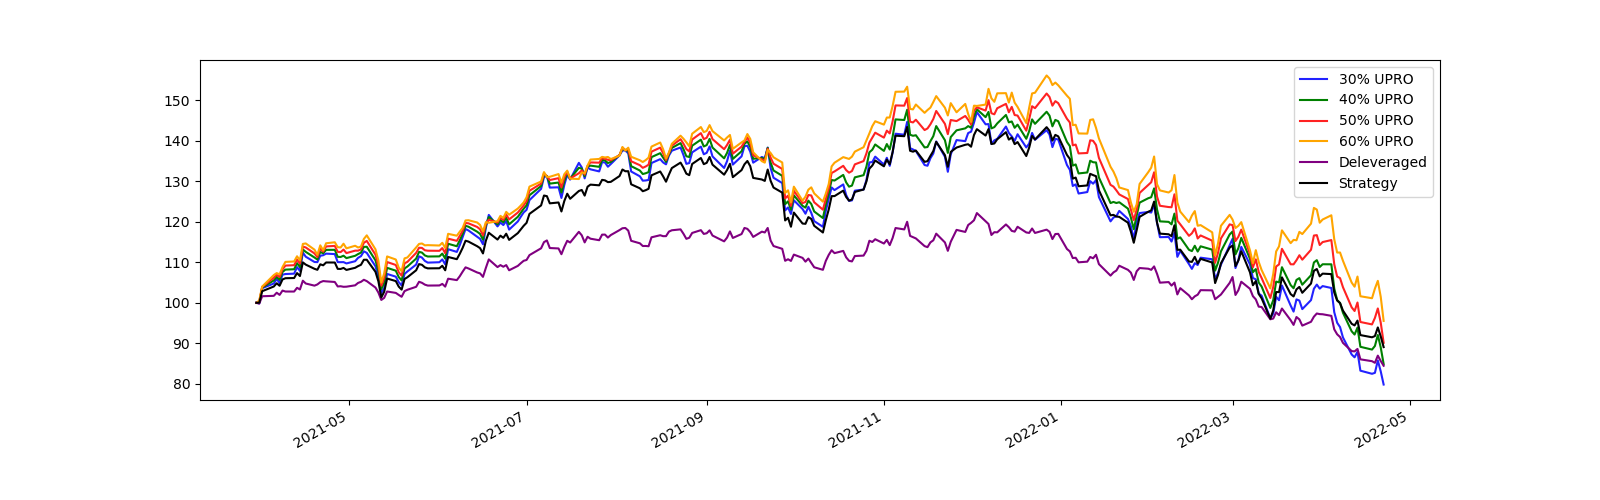 150
140
130
120
110
100
90
80
2021-05
2021-07
2021-09
2021-11
2022-01
2022-03
2022-05
30% UPRO
40% UPRO
50% UPRO
60% UPRO
Deleveraged
Strategy